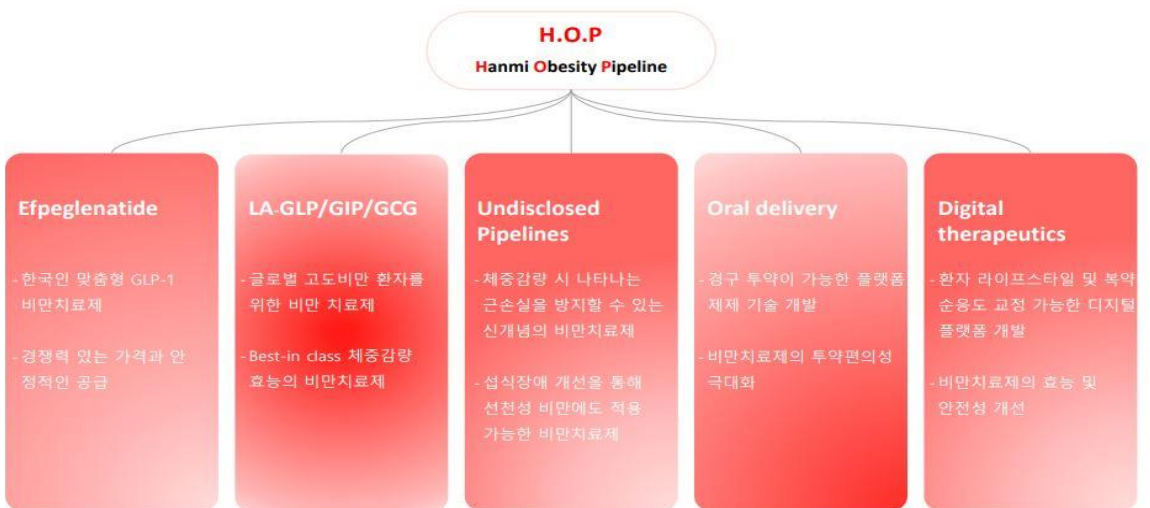 H.O.P
Hanmi Obesity Pipeline
Efpeglenatide
- 한국인 맞춤형 GLP-1
비만치료제
- 경쟁력 있는 가격과 안
정적인 공급
LA-GLP/GIP/GCG
- 글로벌 고도비만 환자를
위한 비만 치료제
- Best-in class 체중감량
효능의 비만치료제
Undisclosed
Pipelines
- 체중감량 시 나타나는
근손실을 방지할 수 있는
신개념의 비만치료제
- 섭식장애 개선을 통해
선천성 비만에도 적용
가능한 비만치료제
Oral delivery
- 경구 투약이 가능한 플랫폼
제제 기술 개발
- 비만치료제의 투약편의성
극대화
Digital
therapeutics
- 환자 라이프스타일 및 복약
순응도 교정 가능한 디지털
플랫폼 개발
- 비만치료제의 효능 및
안전성 개선